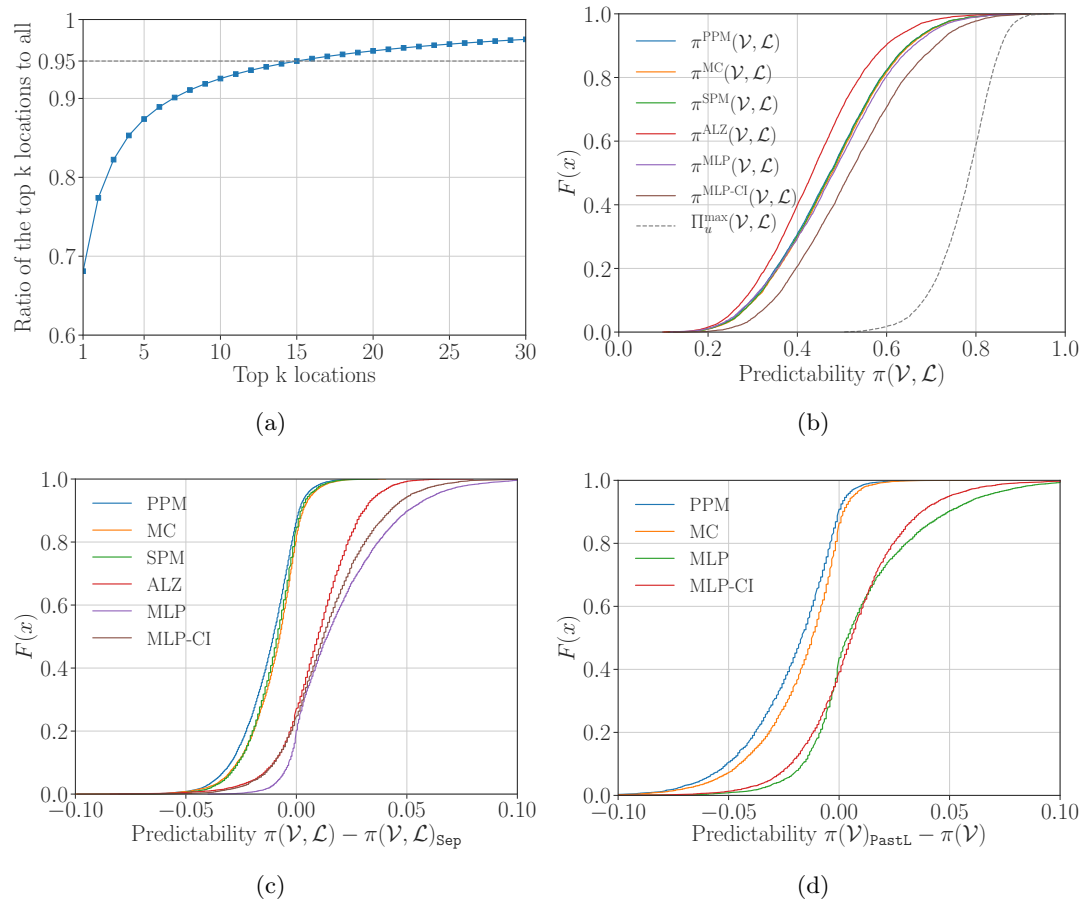 1
0.95
0.9
0.8
0.7
0.6
Ratio of the top k locations to all
1 5 10 15 20 25 30
Top k locations
(a)
1.0
0.8
0.6
0.4
0.2
0.0
F(x)
π^PPM(𝒱, ℒ)
π^MC(𝒱, ℒ)
π^SPM(𝒱, ℒ)
π^ALZ(𝒱, ℒ)
π^MLP(𝒱, ℒ)
π^MLP-CI(𝒱, ℒ)
Π_u^max(𝒱, ℒ)
0.0 0.2 0.4 0.6 0.8 1.0
Predictability π(𝒱, ℒ)
(b)
1.0
0.8
0.6
0.4
0.2
0.0
F(x)
PPM
MC
SPM
ALZ
MLP
MLP-CI
−0.10 −0.05 0.00 0.05 0.10
Predictability π(𝒱, ℒ) − π(𝒱, ℒ)_Sep
(c)
1.0
0.8
0.6
0.4
0.2
0.0
F(x)
PPM
MC
MLP
MLP-CI
−0.10 −0.05 0.00 0.05 0.10
Predictability π(𝒱)_PastL − π(𝒱)
(d)